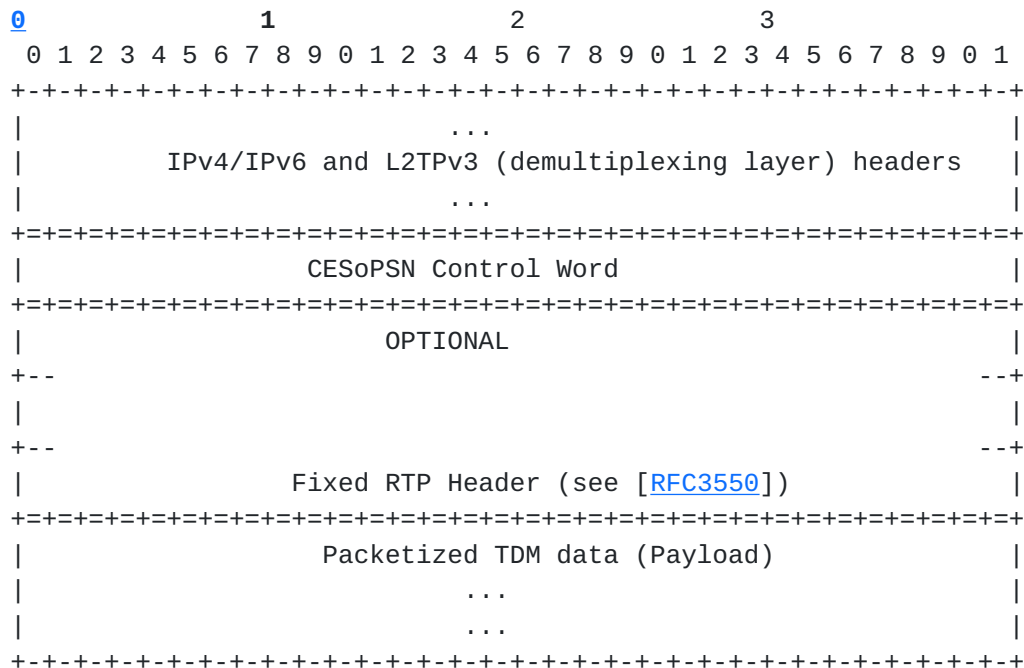 0                   1                   2                   3
 0 1 2 3 4 5 6 7 8 9 0 1 2 3 4 5 6 7 8 9 0 1 2 3 4 5 6 7 8 9 0 1
+-+-+-+-+-+-+-+-+-+-+-+-+-+-+-+-+-+-+-+-+-+-+-+-+-+-+-+-+-+-+-+-+
|                           ...                                 |
|         IPv4/IPv6 and L2TPv3 (demultiplexing layer) headers   |
|                           ...                                 |
+=+=+=+=+=+=+=+=+=+=+=+=+=+=+=+=+=+=+=+=+=+=+=+=+=+=+=+=+=+=+=+=+
|                  CESoPSN Control Word                         |
+=+=+=+=+=+=+=+=+=+=+=+=+=+=+=+=+=+=+=+=+=+=+=+=+=+=+=+=+=+=+=+=+
|                       OPTIONAL                                |
+--                                                           --+
|                                                               |
+--                                                           --+
|                 Fixed RTP Header (see [RFC3550])              |
+=+=+=+=+=+=+=+=+=+=+=+=+=+=+=+=+=+=+=+=+=+=+=+=+=+=+=+=+=+=+=+=+
|                   Packetized TDM data (Payload)               |
|                            ...                                |
|                            ...                                |
+-+-+-+-+-+-+-+-+-+-+-+-+-+-+-+-+-+-+-+-+-+-+-+-+-+-+-+-+-+-+-+-+